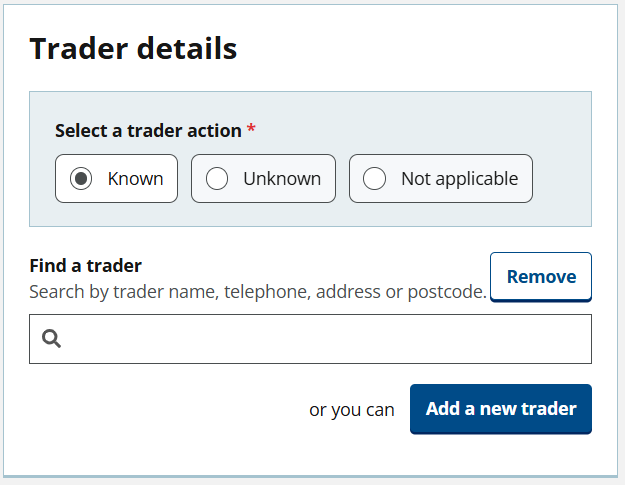 Trader details
Select a trader action *
Known
Unknown
Not applicable
Find a trader
Search by trader name, telephone, address or postcode.
Remove
or you can
Add a new trader